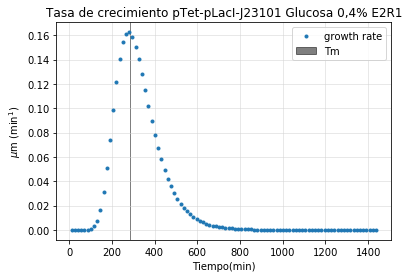 Tasa de crecimiento pTet-pLacI-J23101 Glucosa 0,4% E2R1
growth rate
Tm
μm (min¹)
0.16
0.14
0.12
0.10
0.08
0.06
0.04
0.02
0.00
0 200 400 600 800 1000 1200 1400
Tiempo(min)